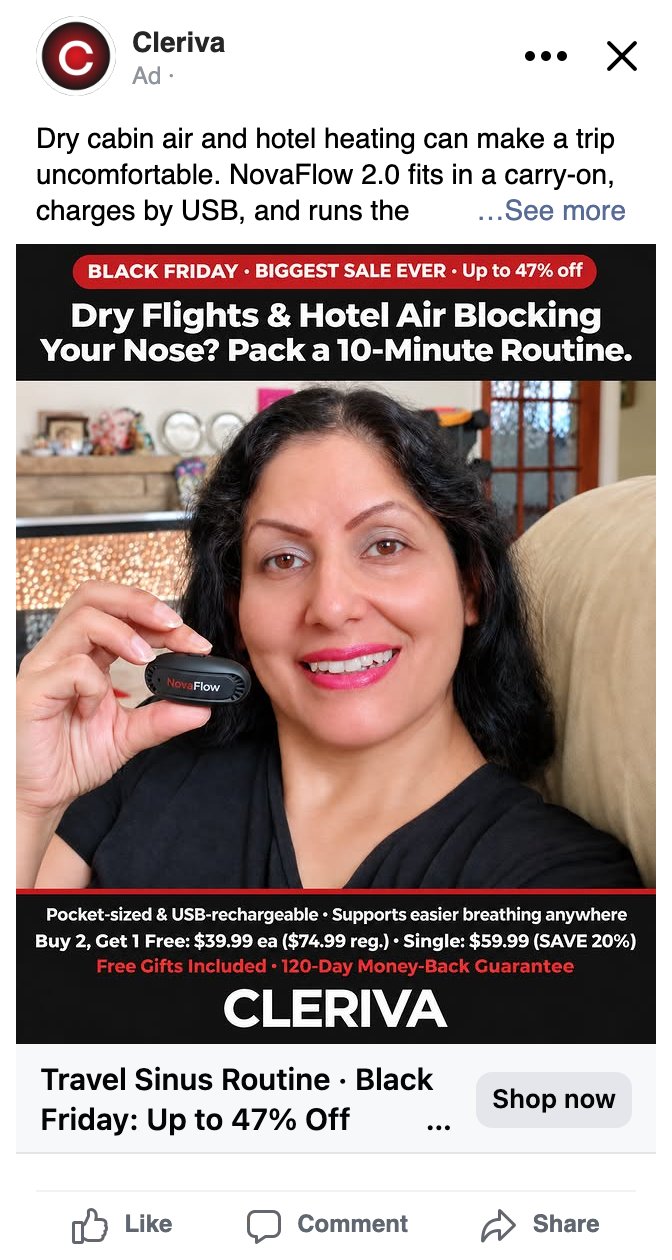 Cleriva
Ad ·
Dry cabin air and hotel heating can make a trip
uncomfortable. NovaFlow 2.0 fits in a carry-on,
charges by USB, and runs the ...See more
BLACK FRIDAY · BIGGEST SALE EVER · Up to 47% off
Dry Flights & Hotel Air Blocking
Your Nose? Pack a 10-Minute Routine.
NovaFlow
Pocket-sized & USB-rechargeable • Supports easier breathing anywhere
Buy 2, Get 1 Free: $39.99 ea ($74.99 reg.) • Single: $59.99 (SAVE 20%)
Free Gifts Included • 120-Day Money-Back Guarantee
CLERIVA
Travel Sinus Routine · Black
Friday: Up to 47% Off ...
Shop now
Like
Comment
Share